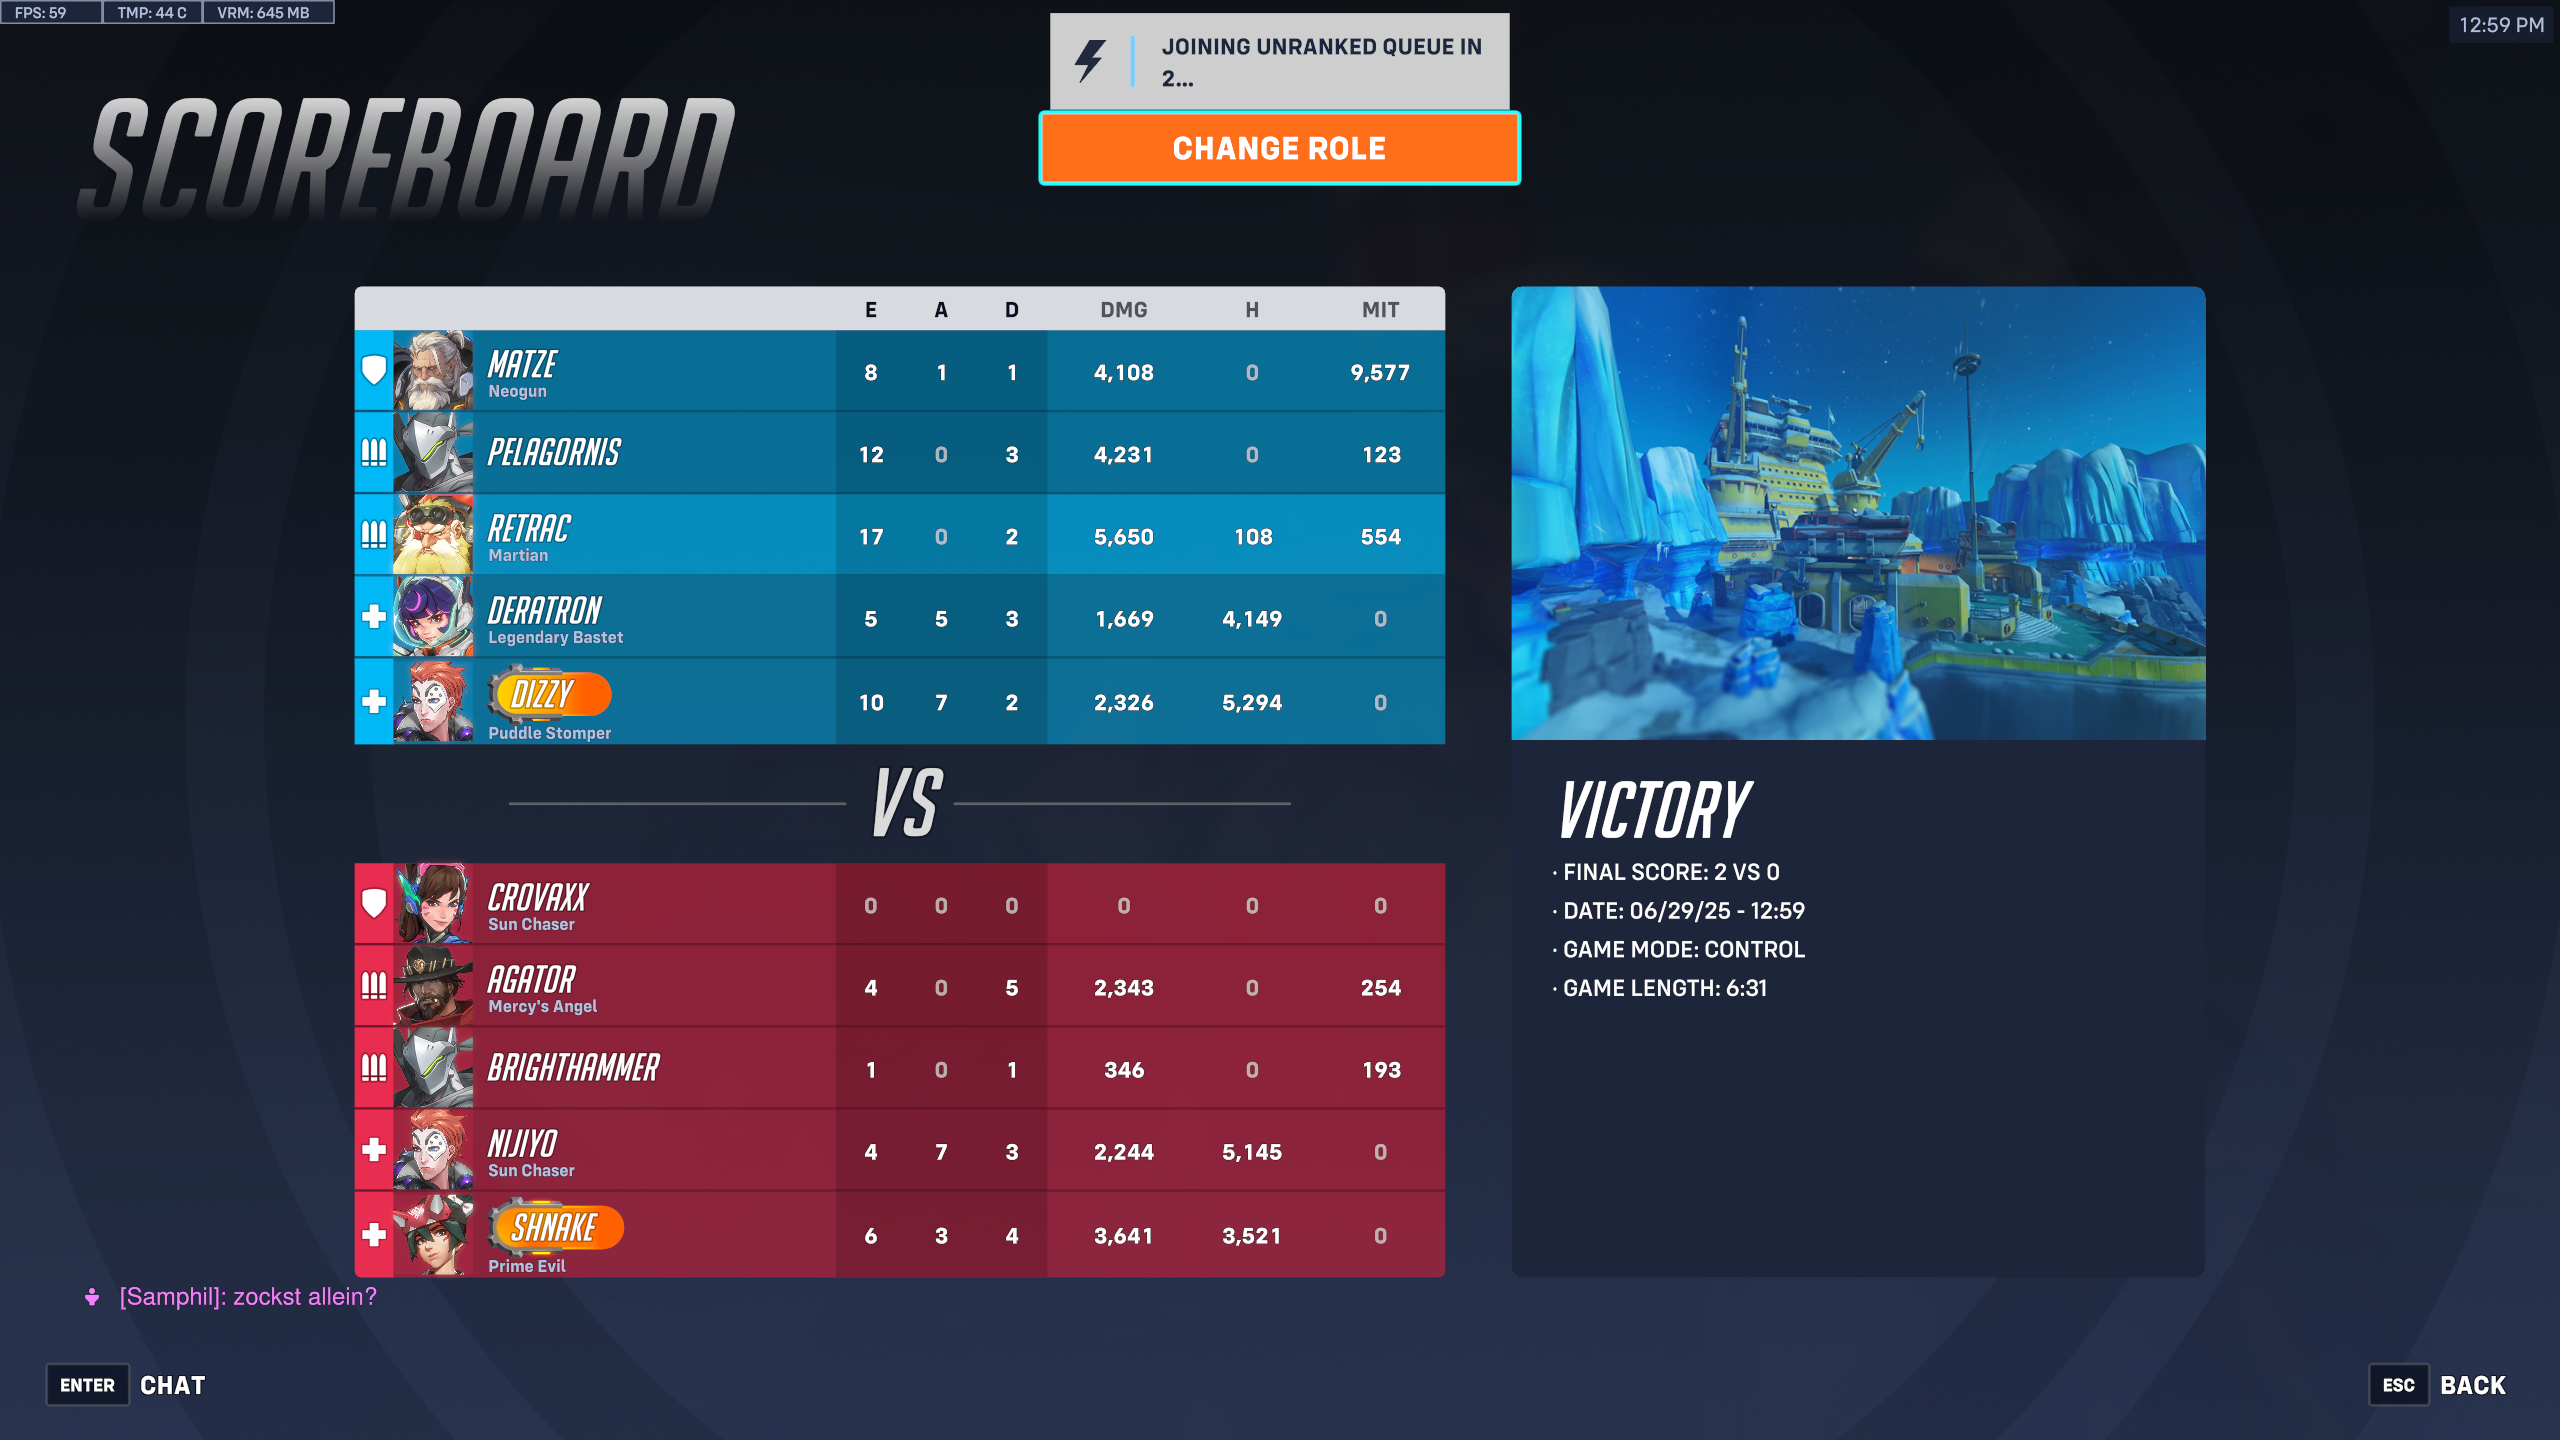 FPS: 59 TMP: 44 C VRM: 645 MB
12:59 PM
JOINING UNRANKED QUEUE IN
2...
CHANGE ROLE
SCOREBOARD
E A D DMG H MIT
MATZE 8 1 1 4,108 0 9,577
Neogun
PELAGORNIS 12 0 3 4,231 0 123
RETRAC 17 0 2 5,650 108 554
Martian
DERATRON 5 5 3 1,669 4,149 0
Legendary Bastet
DIZZY 10 7 2 2,326 5,294 0
Puddle Stomper
VS
CROVAXX 0 0 0 0 0 0
Sun Chaser
AGATOR 4 0 5 2,343 0 254
Mercy's Angel
BRIGHTHAMMER 1 0 1 346 0 193
NIJIYO 4 7 3 2,244 5,145 0
Sun Chaser
SHNAKE 6 3 4 3,641 3,521 0
Prime Evil
VICTORY
· FINAL SCORE: 2 VS 0
· DATE: 06/29/25 - 12:59
· GAME MODE: CONTROL
· GAME LENGTH: 6:31
[Samphil]: zockst allein?
ENTER CHAT
ESC BACK